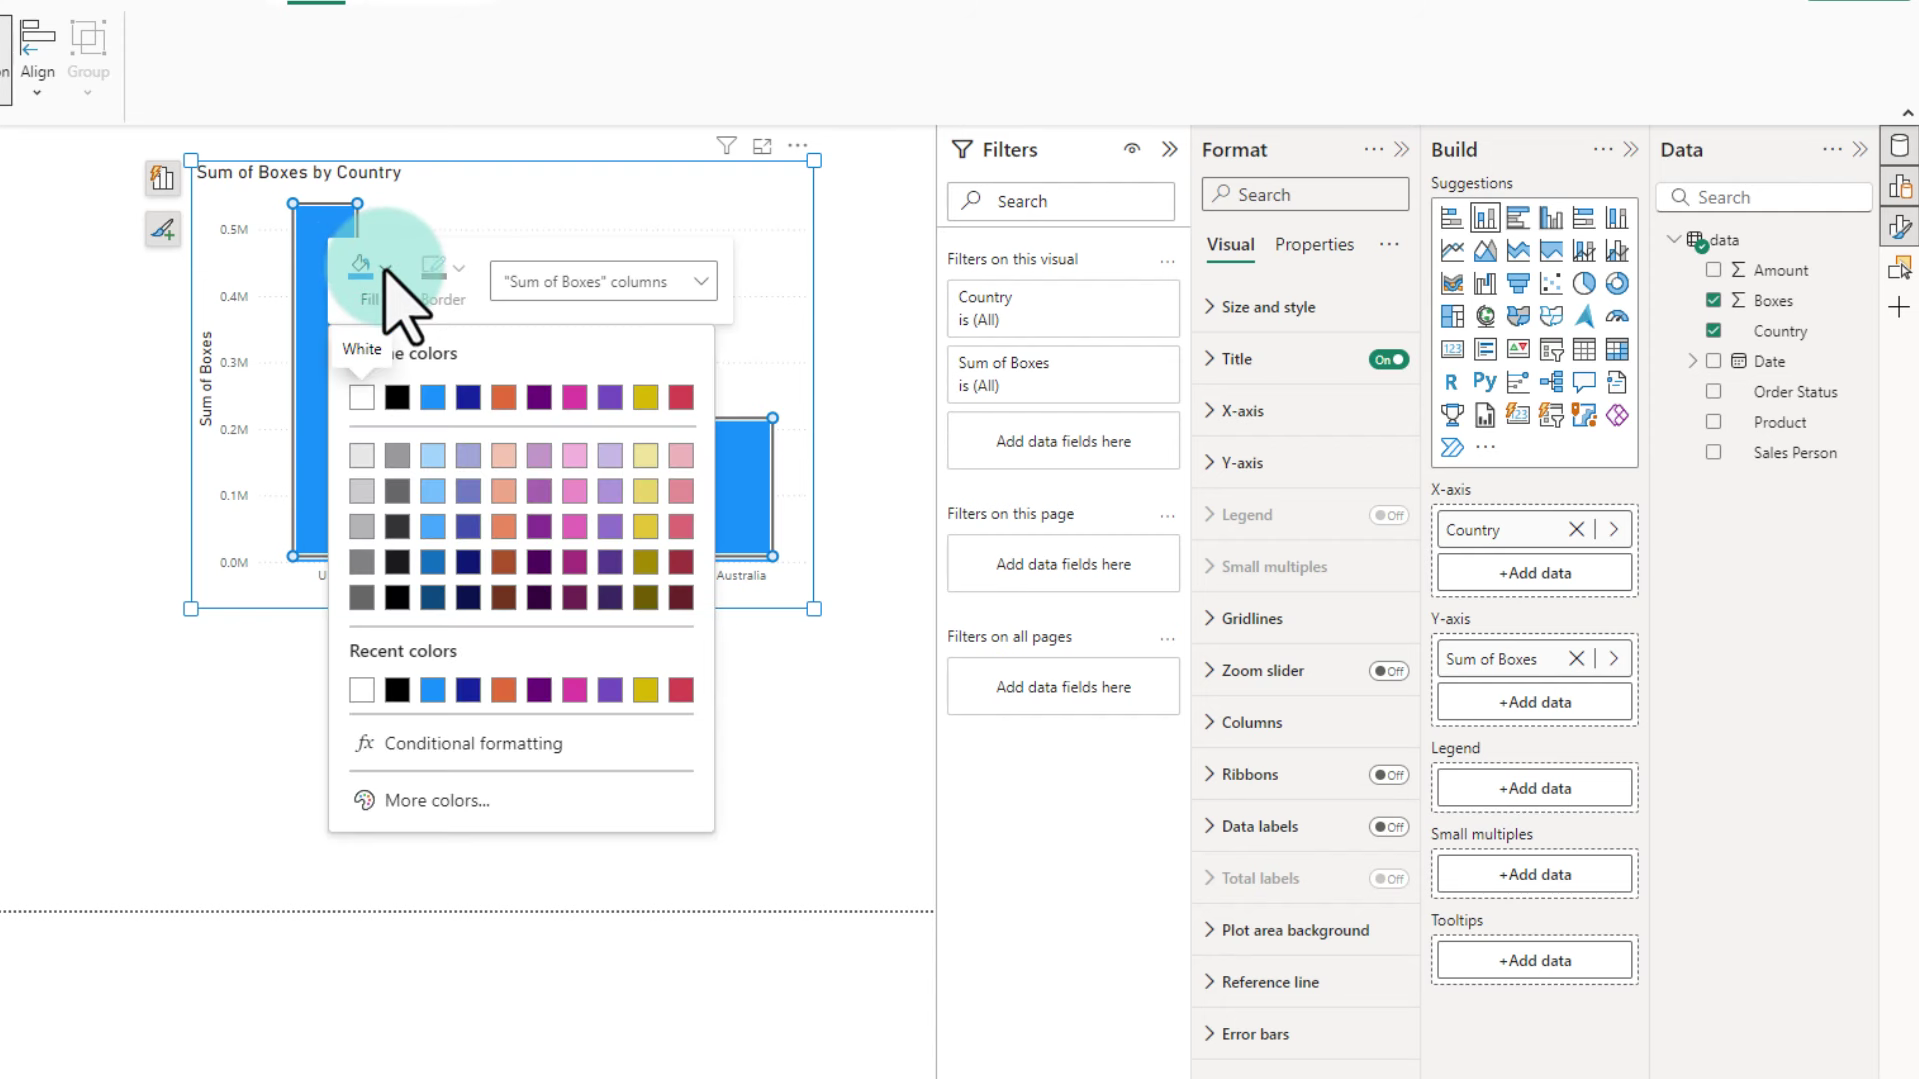 Align
Group
Sum of Boxes by Country
0.5M
0.4M
0.3M
0.2M
0.1M
0.0M
Sum of Boxes
U
Australia
Fill
Border
"Sum of Boxes" columns
White
e colors
Recent colors
fx Conditional formatting
More colors...
Filters
Search
Filters on this visual
Country
is (All)
Sum of Boxes
is (All)
Add data fields here
Filters on this page
Add data fields here
Filters on all pages
Add data fields here
Format
Search
Visual Properties
Size and style
Title On
X-axis
Y-axis
Legend Off
Small multiples
Gridlines
Zoom slider Off
Columns
Ribbons Off
Data labels Off
Total labels Off
Plot area background
Reference line
Error bars
Build
Suggestions
123
R Py
123
X-axis
Country
+Add data
Y-axis
Sum of Boxes
+Add data
Legend
+Add data
Small multiples
+Add data
Tooltips
+Add data
Data
Search
data
Σ Amount
Σ Boxes
Country
Date
Order Status
Product
Sales Person